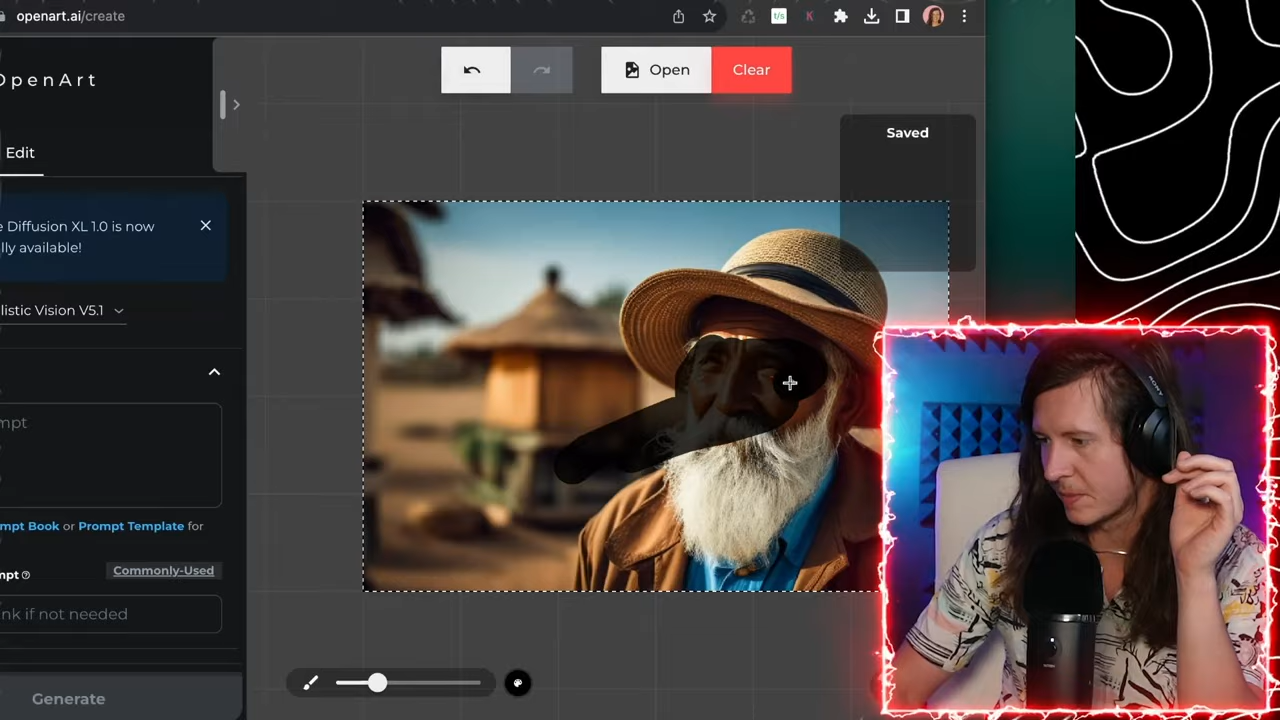 openart.ai/create
OpenArt
Open
Clear
Saved
Edit
e Diffusion XL 1.0 is now
lly available!
listic Vision V5.1
mpt
mpt Book or Prompt Template for
mpt
Commonly-Used
nk if not needed
Generate
t/s
K
SONY